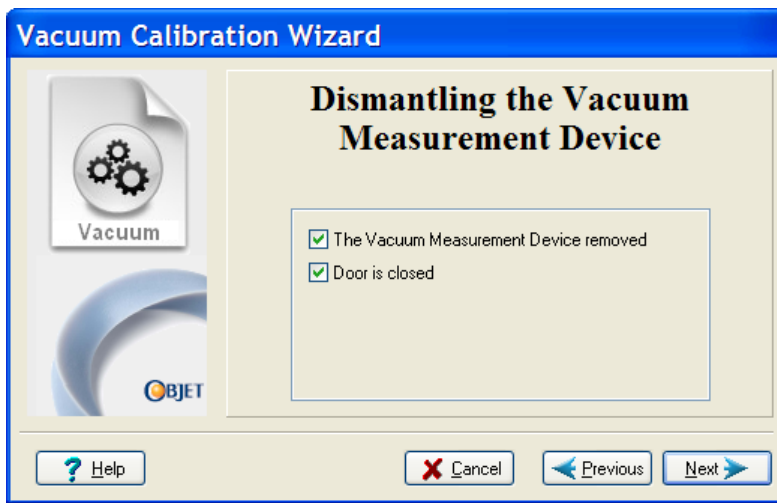 Vacuum Calibration Wizard
Vacuum
OBJET
Dismantling the Vacuum
Measurement Device
The Vacuum Measurement Device removed
Door is closed
? Help
Cancel
Previous
Next